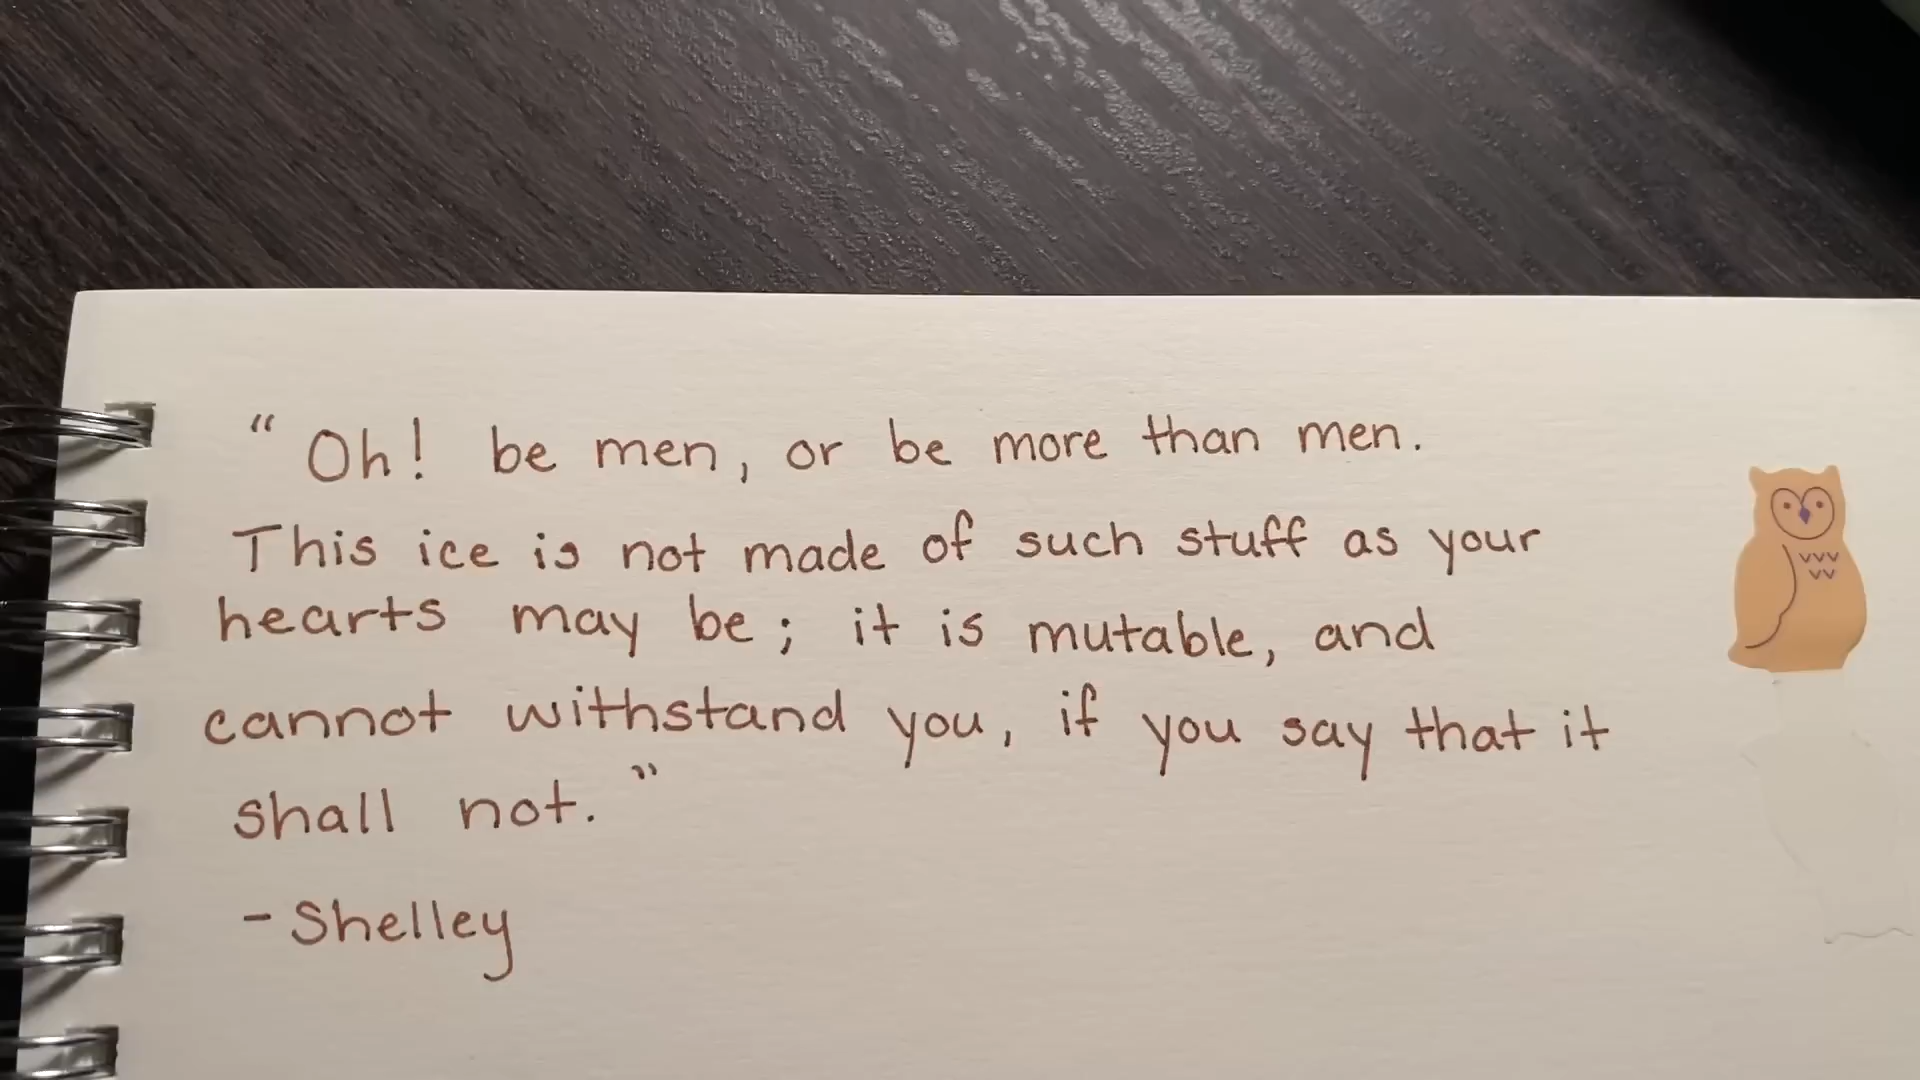 “Oh! be men, or be more than men.
This ice is not made of such stuff as your
hearts may be; it is mutable, and
cannot withstand you, if you say that it
shall not.”
- Shelley